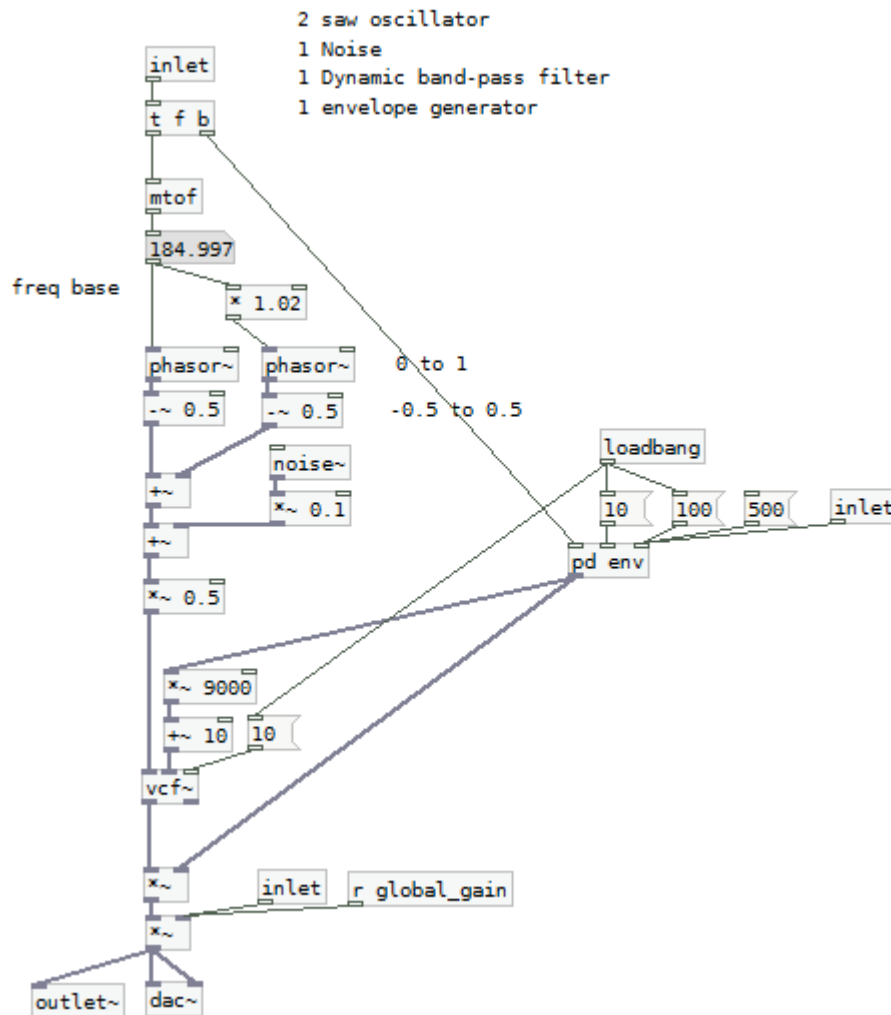 2 saw oscillator
1 Noise
1 Dynamic band-pass filter
1 envelope generator
inlet
t f b
mtof
184.997
freq base
* 1.02
phasor~
phasor~
0 to 1
-~ 0.5
-~ 0.5
-0.5 to 0.5
loadbang
noise~
+~
*~ 0.1
10
100
500
inlet
+~
pd env
*~ 0.5
*~ 9000
+~ 10
10
vcf~
*~
inlet
r global_gain
*~
outlet~
dac~